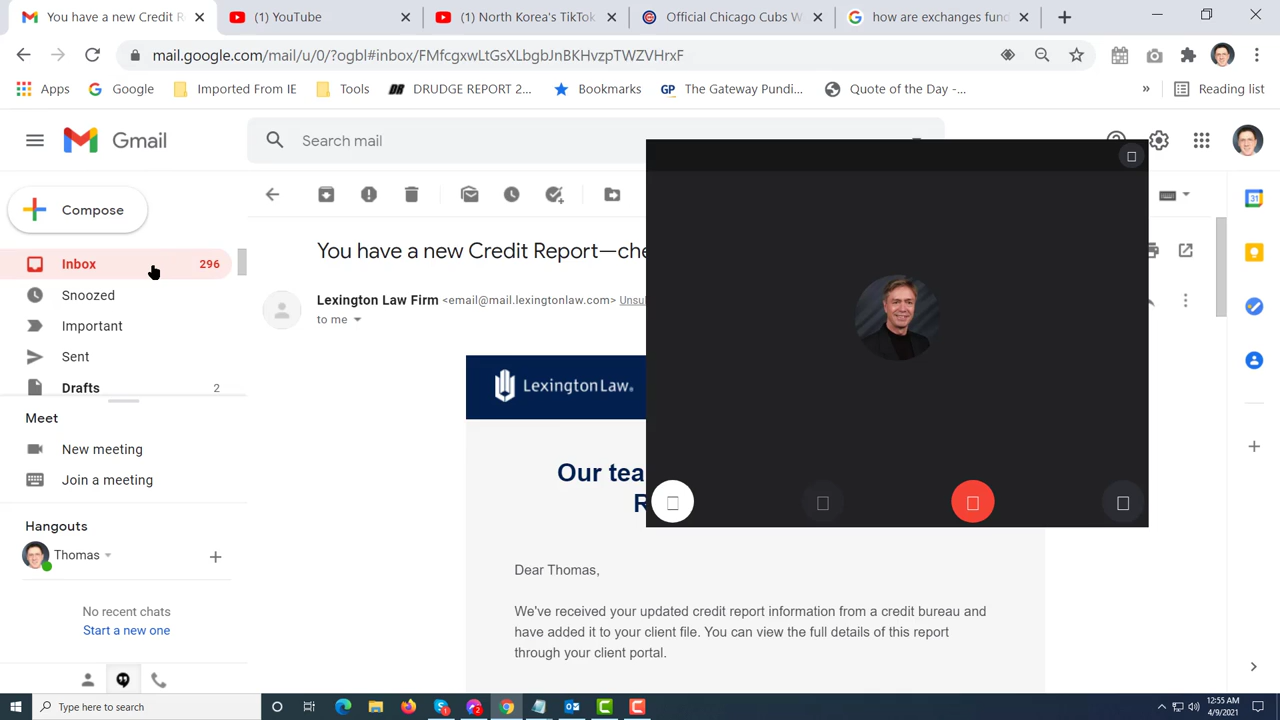 You have a new Credit R
(1) YouTube
(1) North Korea's TikTok
Official Chicago Cubs W
how are exchanges fund
mail.google.com/mail/u/0/?ogbl#inbox/FMfcgxwLtGsXLbgbJnBKHvzpTWZVHrxF
Apps
Google
Imported From IE
Tools
DR
DRUDGE REPORT 2...
Bookmarks
GP
The Gateway Pundi...
Quote of the Day -...
»
Reading list
Gmail
Search mail
Compose
You have a new Credit Report—che
Inbox 296
Snoozed
Important
Sent
Drafts 2
Lexington Law Firm <email@mail.lexingtonlaw.com> Unsu
to me
31
LexingtonLaw.
Our tea
R
Meet
New meeting
Join a meeting
Hangouts
Thomas
No recent chats
Start a new one
Dear Thomas,
We've received your updated credit report information from a credit bureau and
have added it to your client file. You can view the full details of this report
through your client portal.
Type here to search
12:55 AM
4/9/2021